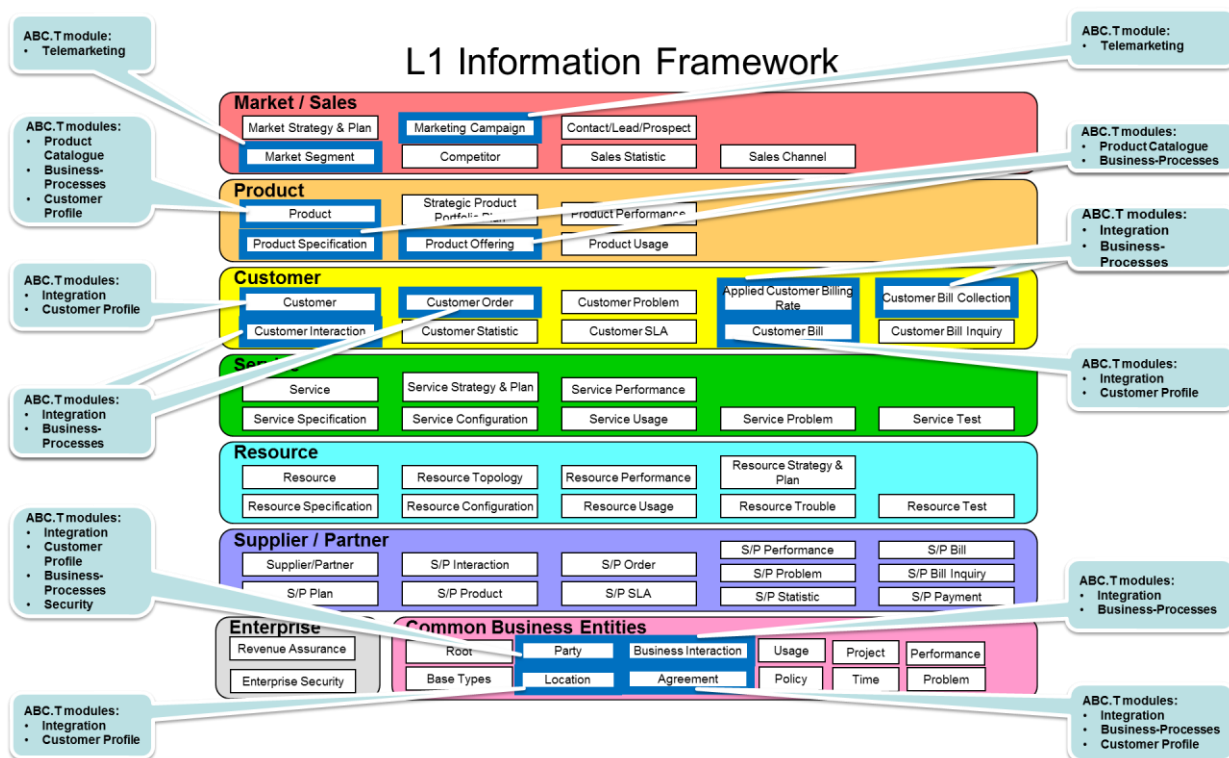 L1 Information Framework
ABC.T module:
• Telemarketing
ABC.T modules:
• Product
Catalogue
• Business-
Processes
• Customer
Profile
ABC.T modules:
• Integration
• Customer Profile
ABC.T modules:
• Integration
• Business-
Processes
ABC.T modules:
• Integration
• Customer
Profile
• Business-
Processes
• Security
ABC.T modules:
• Integration
• Customer Profile
Market / Sales
Market Strategy & Plan
Marketing Campaign
Contact/Lead/Prospect
Market Segment
Competitor
Sales Statistic
Sales Channel
Product
Product
Strategic Product
Portfolio Plan
Product Performance
Product Specification
Product Offering
Product Usage
Customer
Customer
Customer Order
Customer Problem
Applied Customer Billing
Rate
Customer Bill Collection
Customer Interaction
Customer Statistic
Customer SLA
Customer Bill
Customer Bill Inquiry
Service
Service
Service Strategy & Plan
Service Performance
Service Specification
Service Configuration
Service Usage
Service Problem
Service Test
Resource
Resource
Resource Topology
Resource Performance
Resource Strategy &
Plan
Resource Specification
Resource Configuration
Resource Usage
Resource Trouble
Resource Test
Supplier / Partner
Supplier/Partner
S/P Interaction
S/P Order
S/P Performance
S/P Bill
S/P Problem
S/P Bill Inquiry
S/P Plan
S/P Product
S/P SLA
S/P Statistic
S/P Payment
Enterprise
Revenue Assurance
Enterprise Security
Common Business Entities
Root
Party
Business Interaction
Usage
Project
Performance
Base Types
Location
Agreement
Policy
Time
Problem
ABC.T module:
• Telemarketing
ABC.T modules:
• Product Catalogue
• Business-Processes
ABC.T modules:
• Integration
• Business-
Processes
ABC.T modules:
• Integration
• Customer Profile
ABC.T modules:
• Integration
• Business-Processes
ABC.T modules:
• Integration
• Business-Processes
• Customer Profile